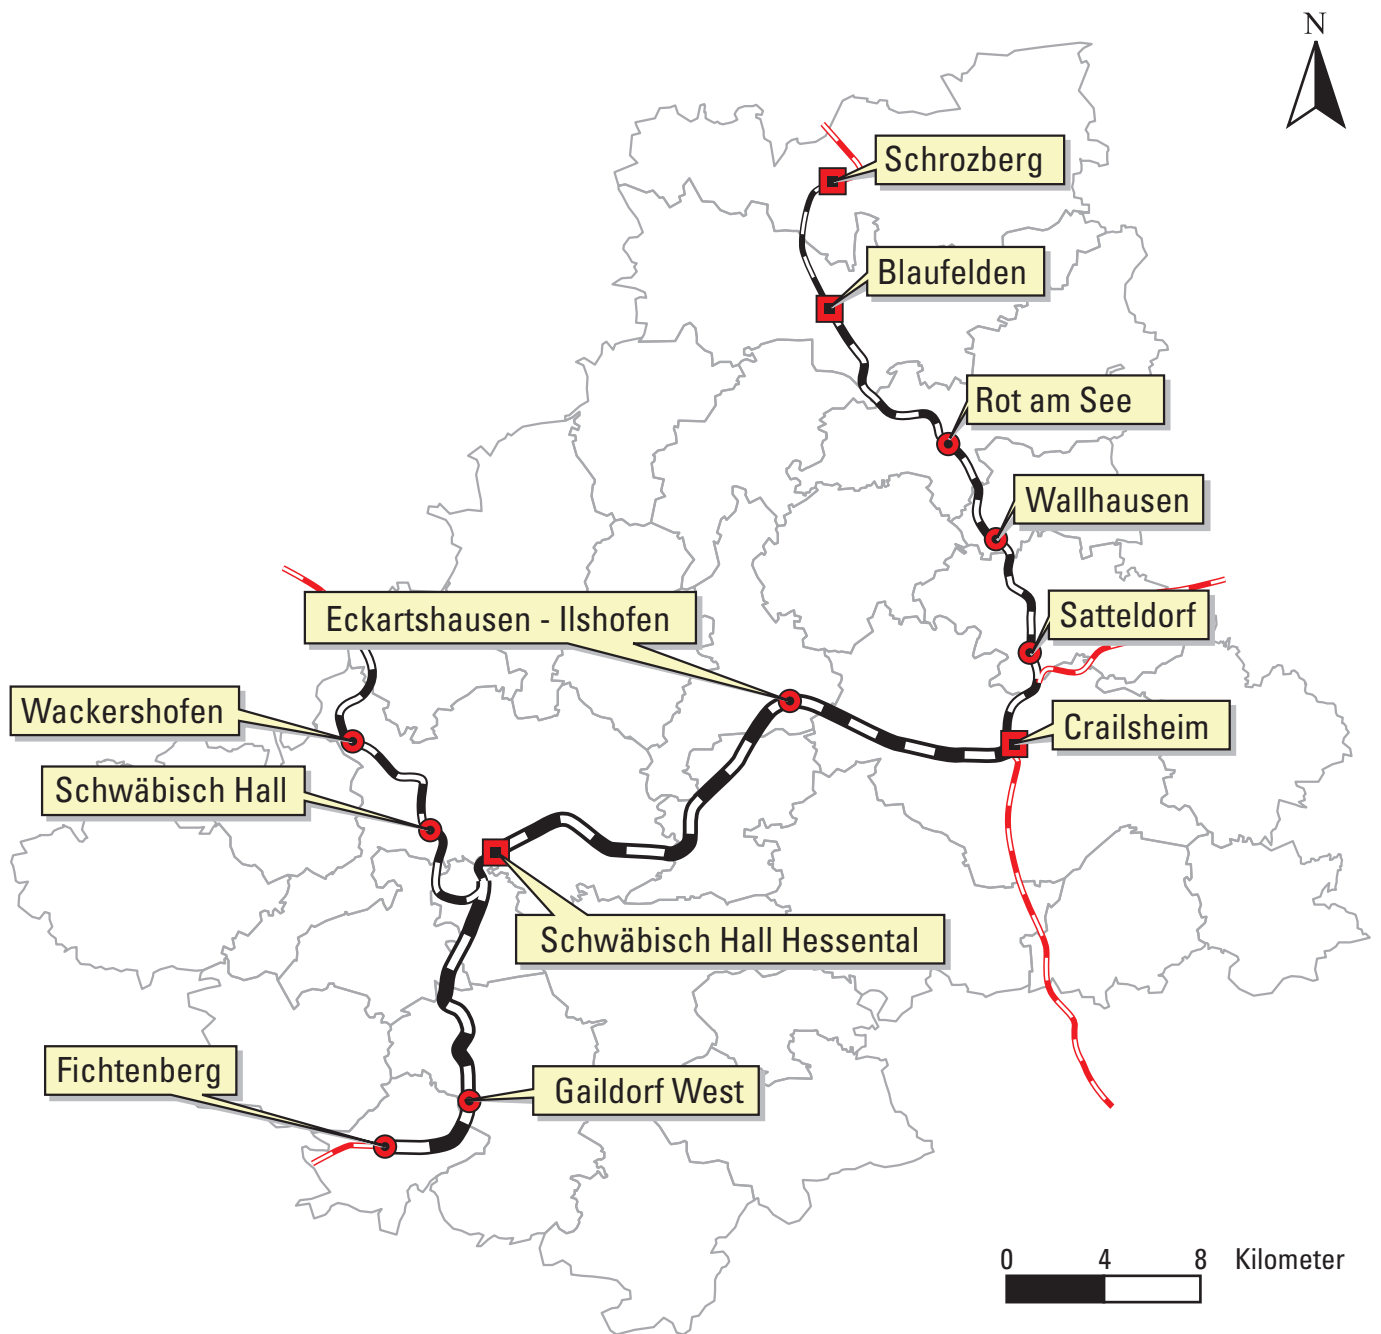 N
Schrozberg
Blaufelden
Rot am See
Wallhausen
Eckartshausen - Ilshofen
Satteldorf
Wackershofen
Crailsheim
Schwäbisch Hall
Schwäbisch Hall Hessental
Fichtenberg
Gaildorf West
0 4 8 Kilometer